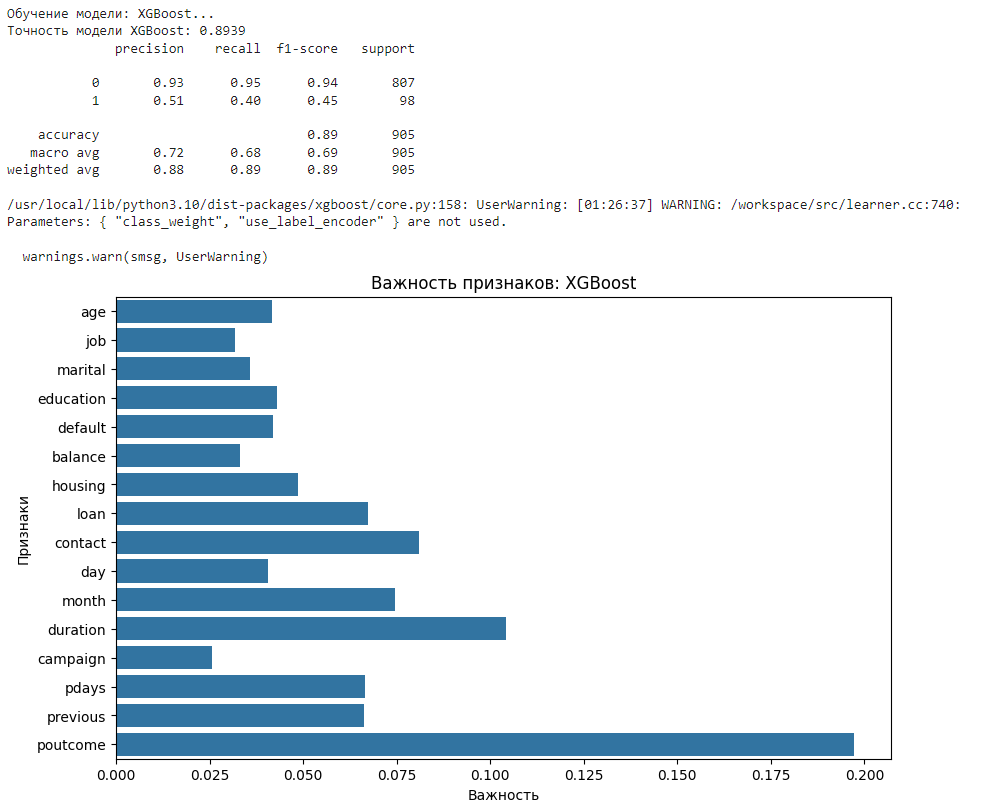 Обучение модели: XGBoost...
Точность модели XGBoost: 0.8939
precision recall f1-score support
0 0.93 0.95 0.94 807
1 0.51 0.40 0.45 98
accuracy 0.89 905
macro avg 0.72 0.68 0.69 905
weighted avg 0.88 0.89 0.89 905
/usr/local/lib/python3.10/dist-packages/xgboost/core.py:158: UserWarning: [01:26:37] WARNING: /workspace/src/learner.cc:740:
Parameters: { "class_weight", "use_label_encoder" } are not used.
warnings.warn(smsg, UserWarning)
Важность признаков: XGBoost
Признаки
age
job
marital
education
default
balance
housing
loan
contact
day
month
duration
campaign
pdays
previous
poutcome
0.000 0.025 0.050 0.075 0.100 0.125 0.150 0.175 0.200
Важность